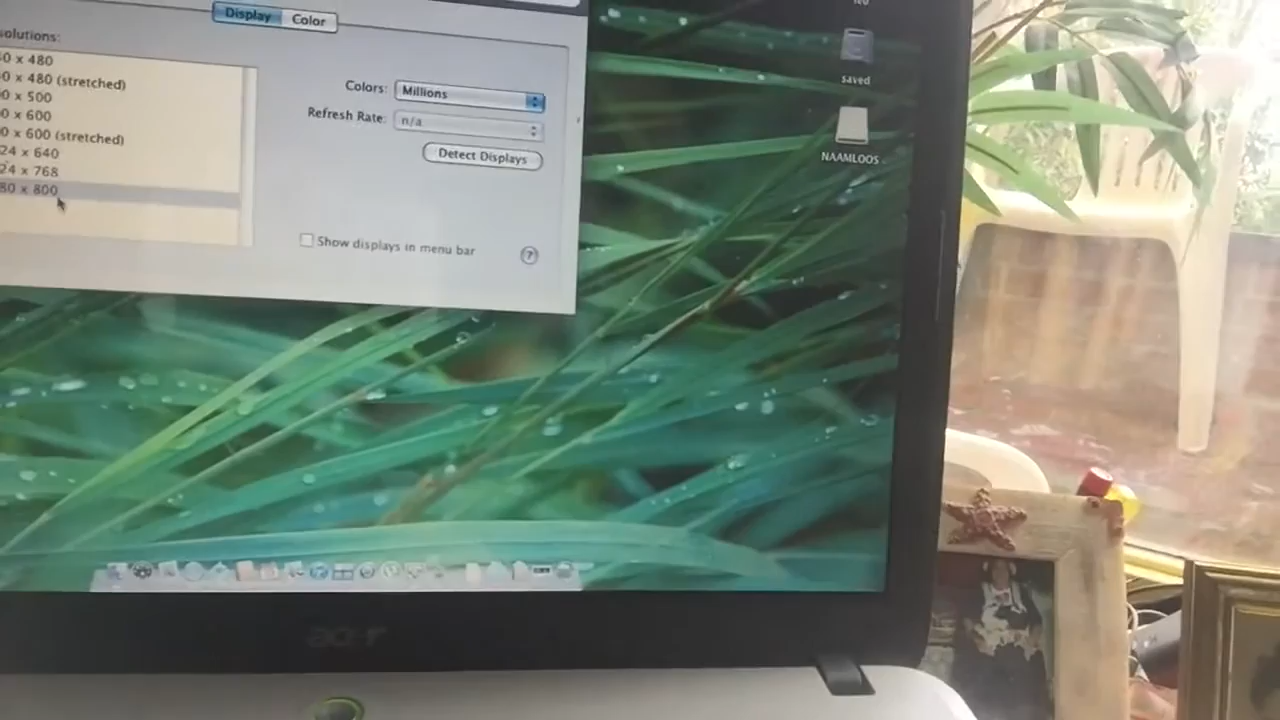 Display Color
solutions:
0 x 480
0 x 480 (stretched)
0 x 500
0 x 600
0 x 600 (stretched)
24 x 640
24 x 768
80 x 800
Colors: Millions
Refresh Rate: n/a
Detect Displays
Show displays in menu bar
?
saved
NAAMLOOS
acer